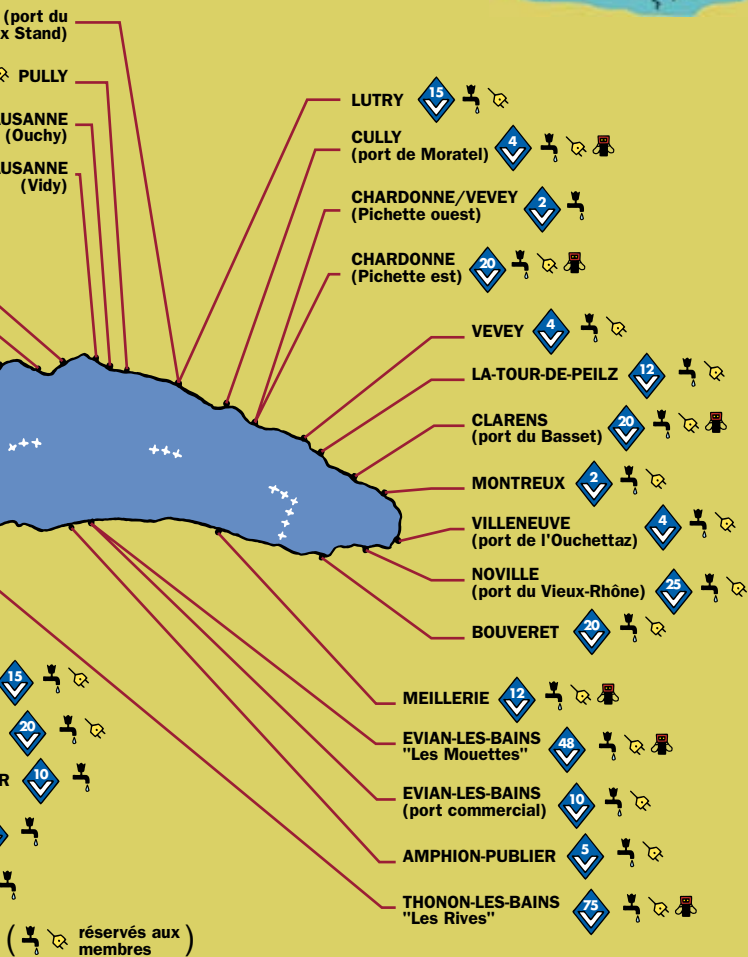 (port du
x Stand)
PULLY
USANNE
(Ouchy)
USANNE
(Vidy)
LUTRY 15
CULLY
(port de Moratel) 4
CHARDONNE/VEVEY
(Pichette ouest) 2
CHARDONNE
(Pichette est) 20
VEVEY 4
LA-TOUR-DE-PEILZ 12
CLARENS
(port du Basset) 20
MONTREUX 2
VILLENEUVE
(port de l'Ouchettaz) 4
NOVILLE
(port du Vieux-Rhône) 25
BOUVERET 20
MEILLERIE 12
EVIAN-LES-BAINS
"Les Mouettes" 48
EVIAN-LES-BAINS
(port commercial) 10
AMPHION-PUBLIER 5
THONON-LES-BAINS
"Les Rives" 75
15
20
R 10
( réservés aux
membres )